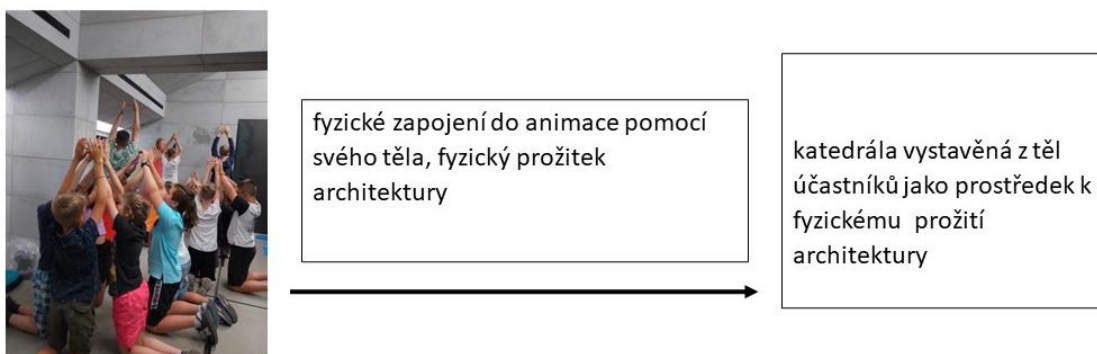 fyzické zapojení do animace pomocí
svého těla, fyzický prožitek
architektury
katedrála vystavěná z těl
účastníků jako prostředek k
fyzickému prožití
architektury